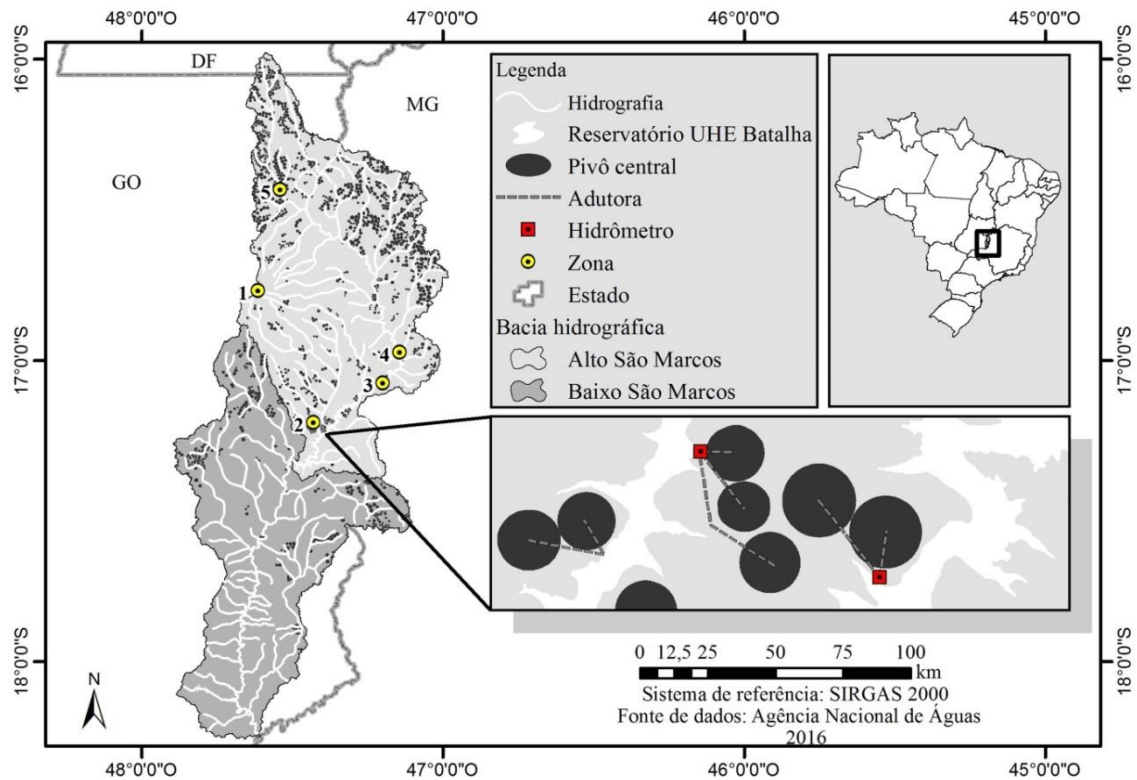 48°0'0"O
47°0'0"O
46°0'0"O
45°0'0"O
16°0'0"S
16°0'0"S
DF
MG
GO
5
1
4
3
2
Legenda
Hidrografia
Reservatório UHE Batalha
Pivô central
Adutora
Hidrômetro
Zona
Estado
Bacia hidrográfica
Alto São Marcos
Baixo São Marcos
17°0'0"S
17°0'0"S
18°0'0"S
18°0'0"S
N
0 12,5 25 50 75 100
km
Sistema de referência: SIRGAS 2000
Fonte de dados: Agência Nacional de Águas
2016
48°0'0"O
47°0'0"O
46°0'0"O
45°0'0"O